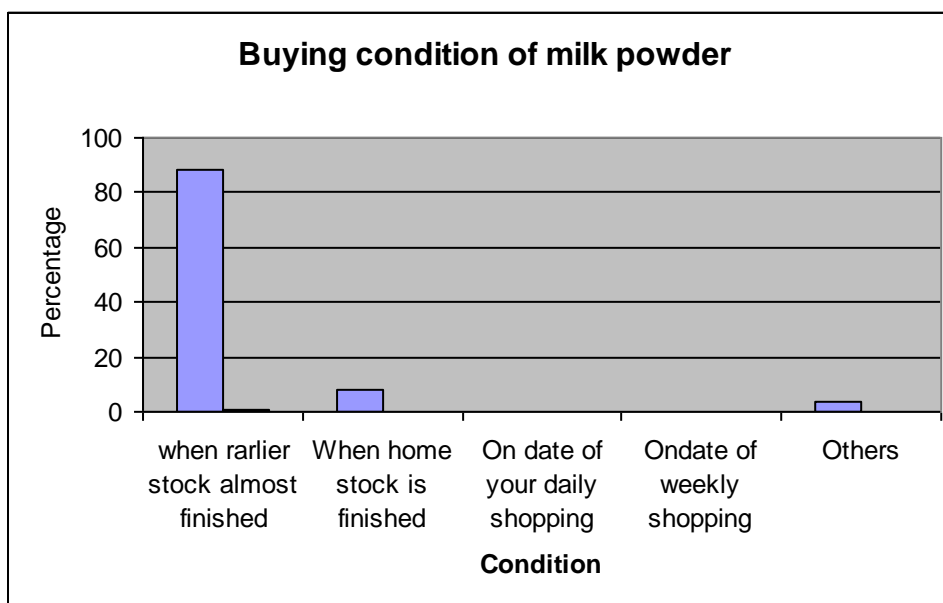 Buying condition of milk powder
100
80
60
40
20
0
Percentage
when rarlier
stock almost
finished
When home
stock is
finished
On date of
your daily
shopping
Ondate of
weekly
shopping
Others
Condition